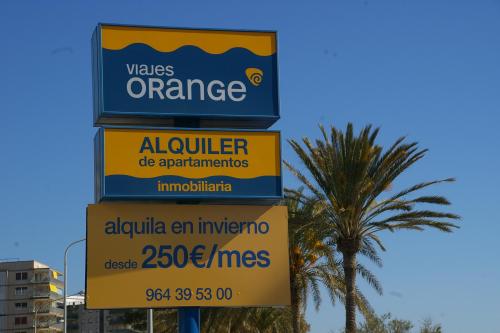 viajes
orange
ALQUILER
de apartamentos
inmobiliaria
alquila en invierno
desde 250€/mes
964 39 53 00